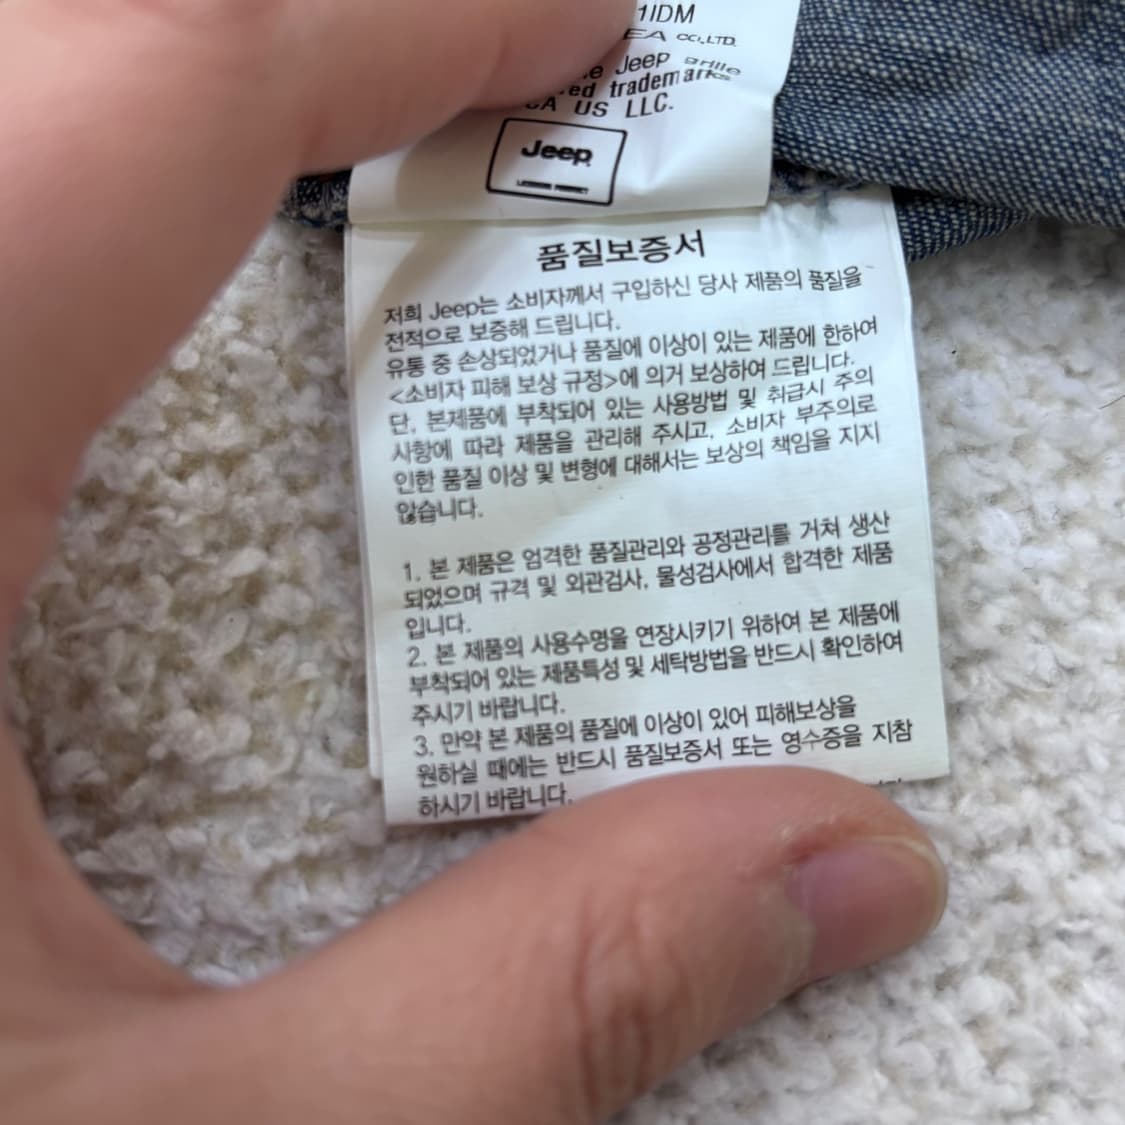 1IDM
EA CO.,LTD.
Jeep grille
ed trademarks
US LLC.
Jeep
LICENSED PRODUCT
품질보증서
저희 Jeep는 소비자께서 구입하신 당사 제품의 품질을
전적으로 보증해 드립니다.
유통 중 손상되었거나 품질에 이상이 있는 제품에 한하여
<소비자 피해 보상 규정>에 의거 보상하여 드립니다.
단, 본제품에 부착되어 있는 사용방법 및 취급시 주의
사항에 따라 제품을 관리해 주시고, 소비자 부주의로
인한 품질 이상 및 변형에 대해서는 보상의 책임을 지지
않습니다.
1. 본 제품은 엄격한 품질관리와 공정관리를 거쳐 생산
되었으며 규격 및 외관검사, 물성검사에서 합격한 제품
입니다.
2. 본 제품의 사용수명을 연장시키기 위하여 본 제품에
부착되어 있는 제품특성 및 세탁방법을 반드시 확인하여
주시기 바랍니다.
3. 만약 본 제품의 품질에 이상이 있어 피해보상을
원하실 때에는 반드시 품질보증서 또는 영수증을 지참
하시기 바랍니다.